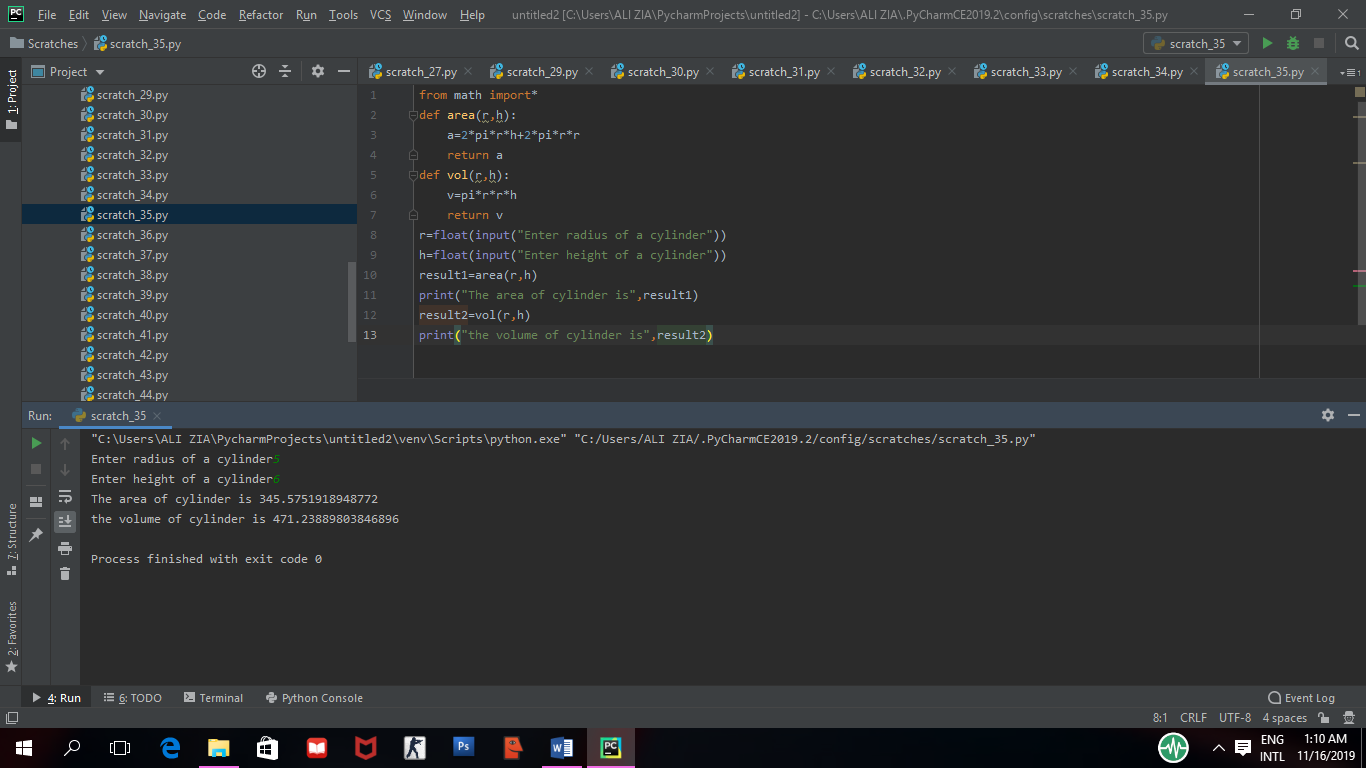 File Edit View Navigate Code Refactor Run Tools VCS Window Help untitled2 [C:\Users\ALI ZIA\PycharmProjects\untitled2] - C:\Users\ALI ZIA\.PyCharmCE2019.2\config\scratches\scratch_35.py
Scratches scratch_35.py scratch_35
Project scratch_27.py scratch_29.py scratch_30.py scratch_31.py scratch_32.py scratch_33.py scratch_34.py scratch_35.py
1: Project
scratch_29.py
scratch_30.py
scratch_31.py
scratch_32.py
scratch_33.py
scratch_34.py
scratch_35.py
scratch_36.py
scratch_37.py
scratch_38.py
scratch_39.py
scratch_40.py
scratch_41.py
scratch_42.py
scratch_43.py
scratch_44.py
1 from math import*
2 def area(r,h):
3 a=2*pi*r*h+2*pi*r*r
4 return a
5 def vol(r,h):
6 v=pi*r*r*h
7 return v
8 r=float(input("Enter radius of a cylinder"))
9 h=float(input("Enter height of a cylinder"))
10 result1=area(r,h)
11 print("The area of cylinder is",result1)
12 result2=vol(r,h)
13 print("the volume of cylinder is",result2)
Run: scratch_35
"C:\Users\ALI ZIA\PycharmProjects\untitled2\venv\Scripts\python.exe" "C:/Users/ALI ZIA/.PyCharmCE2019.2/config/scratches/scratch_35.py"
Enter radius of a cylinder5
Enter height of a cylinder6
The area of cylinder is 345.5751918948772
the volume of cylinder is 471.23889803846896
Process finished with exit code 0
7: Structure
2: Favorites
4: Run 6: TODO Terminal Python Console Event Log
8:1 CRLF UTF-8 4 spaces
ENG 1:10 AM
INTL 11/16/2019